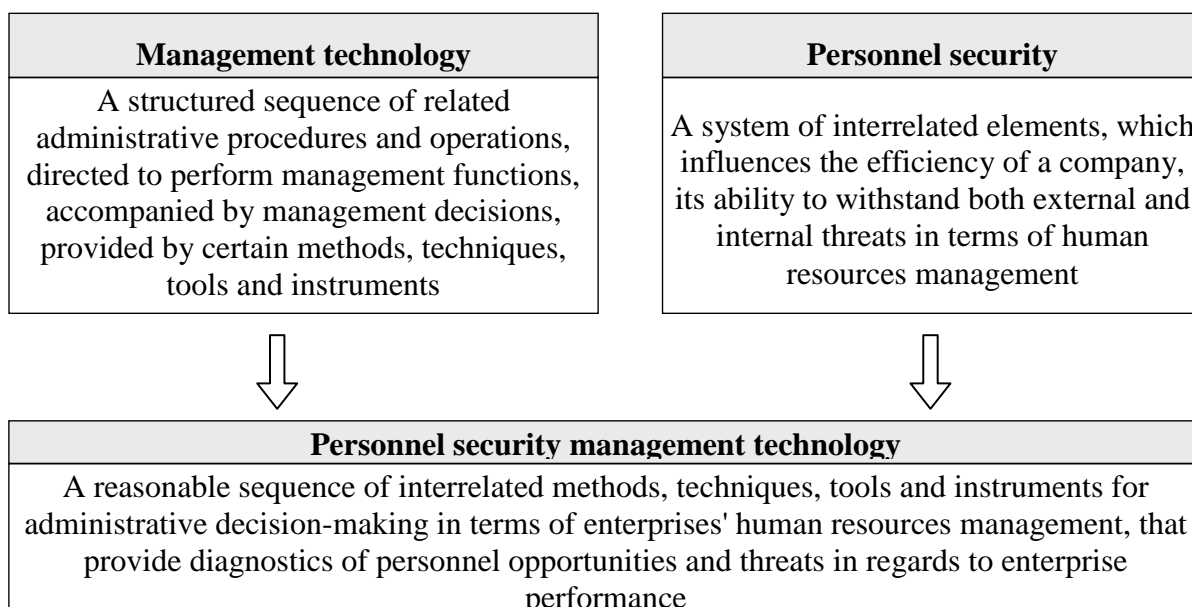 Management technology
A structured sequence of related
administrative procedures and operations,
directed to perform management functions,
accompanied by management decisions,
provided by certain methods, techniques,
tools and instruments
Personnel security
A system of interrelated elements, which
influences the efficiency of a company,
its ability to withstand both external and
internal threats in terms of human
resources management
Personnel security management technology
A reasonable sequence of interrelated methods, techniques, tools and instruments for
administrative decision-making in terms of enterprises' human resources management, that
provide diagnostics of personnel opportunities and threats in regards to enterprise
performance